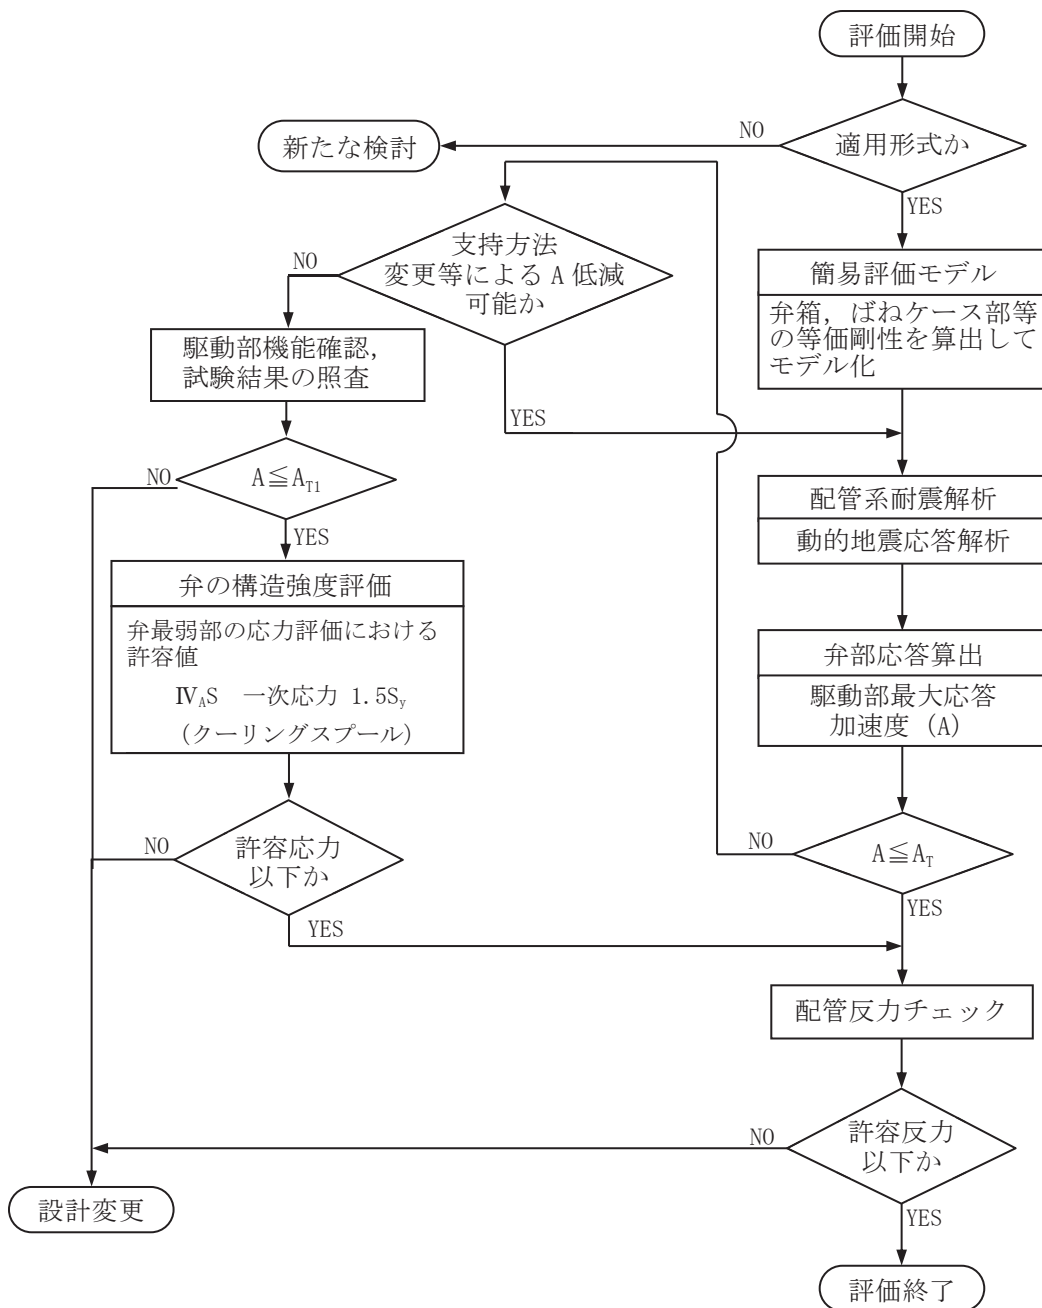 評価開始
適用形式か
NO
YES
新たな検討
支持方法
変更等による A 低減
可能か
NO
YES
簡易評価モデル
弁箱，ばねケース部等
の等価剛性を算出して
モデル化
駆動部機能確認，
試験結果の照査
A≦A_T1
NO
YES
配管系耐震解析
動的地震応答解析
弁の構造強度評価
弁最弱部の応力評価における
許容値
Ⅳ_AS　一次応力 1.5S_y
（クーリングスプール）
弁部応答算出
駆動部最大応答
加速度（A）
許容応力
以下か
NO
YES
A≦A_T
NO
YES
配管反力チェック
許容反力
以下か
NO
YES
設計変更
評価終了